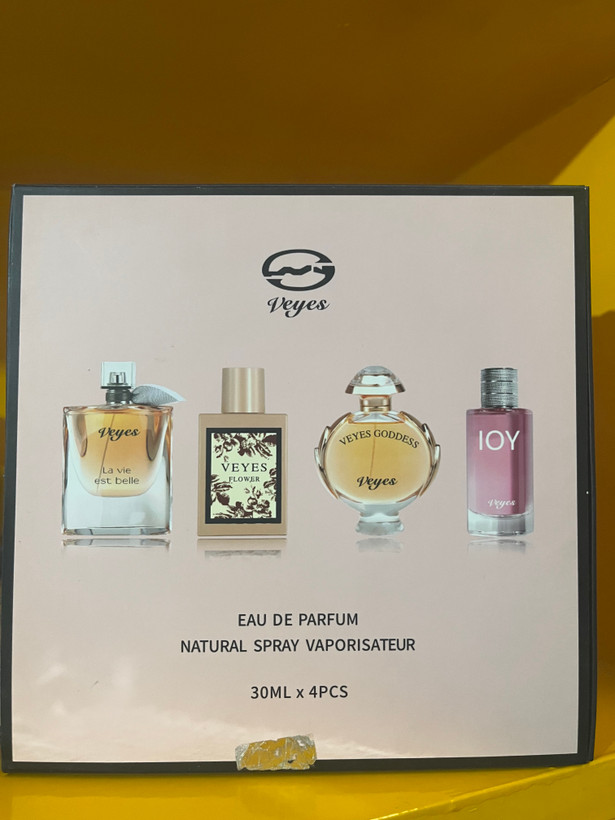 Veyes
Veyes
La vie
est belle
VEYES
FLOWER
VEYES GODDESS
Veyes
IOY
Veyes
EAU DE PARFUM
NATURAL SPRAY VAPORISATEUR
30ML x 4PCS